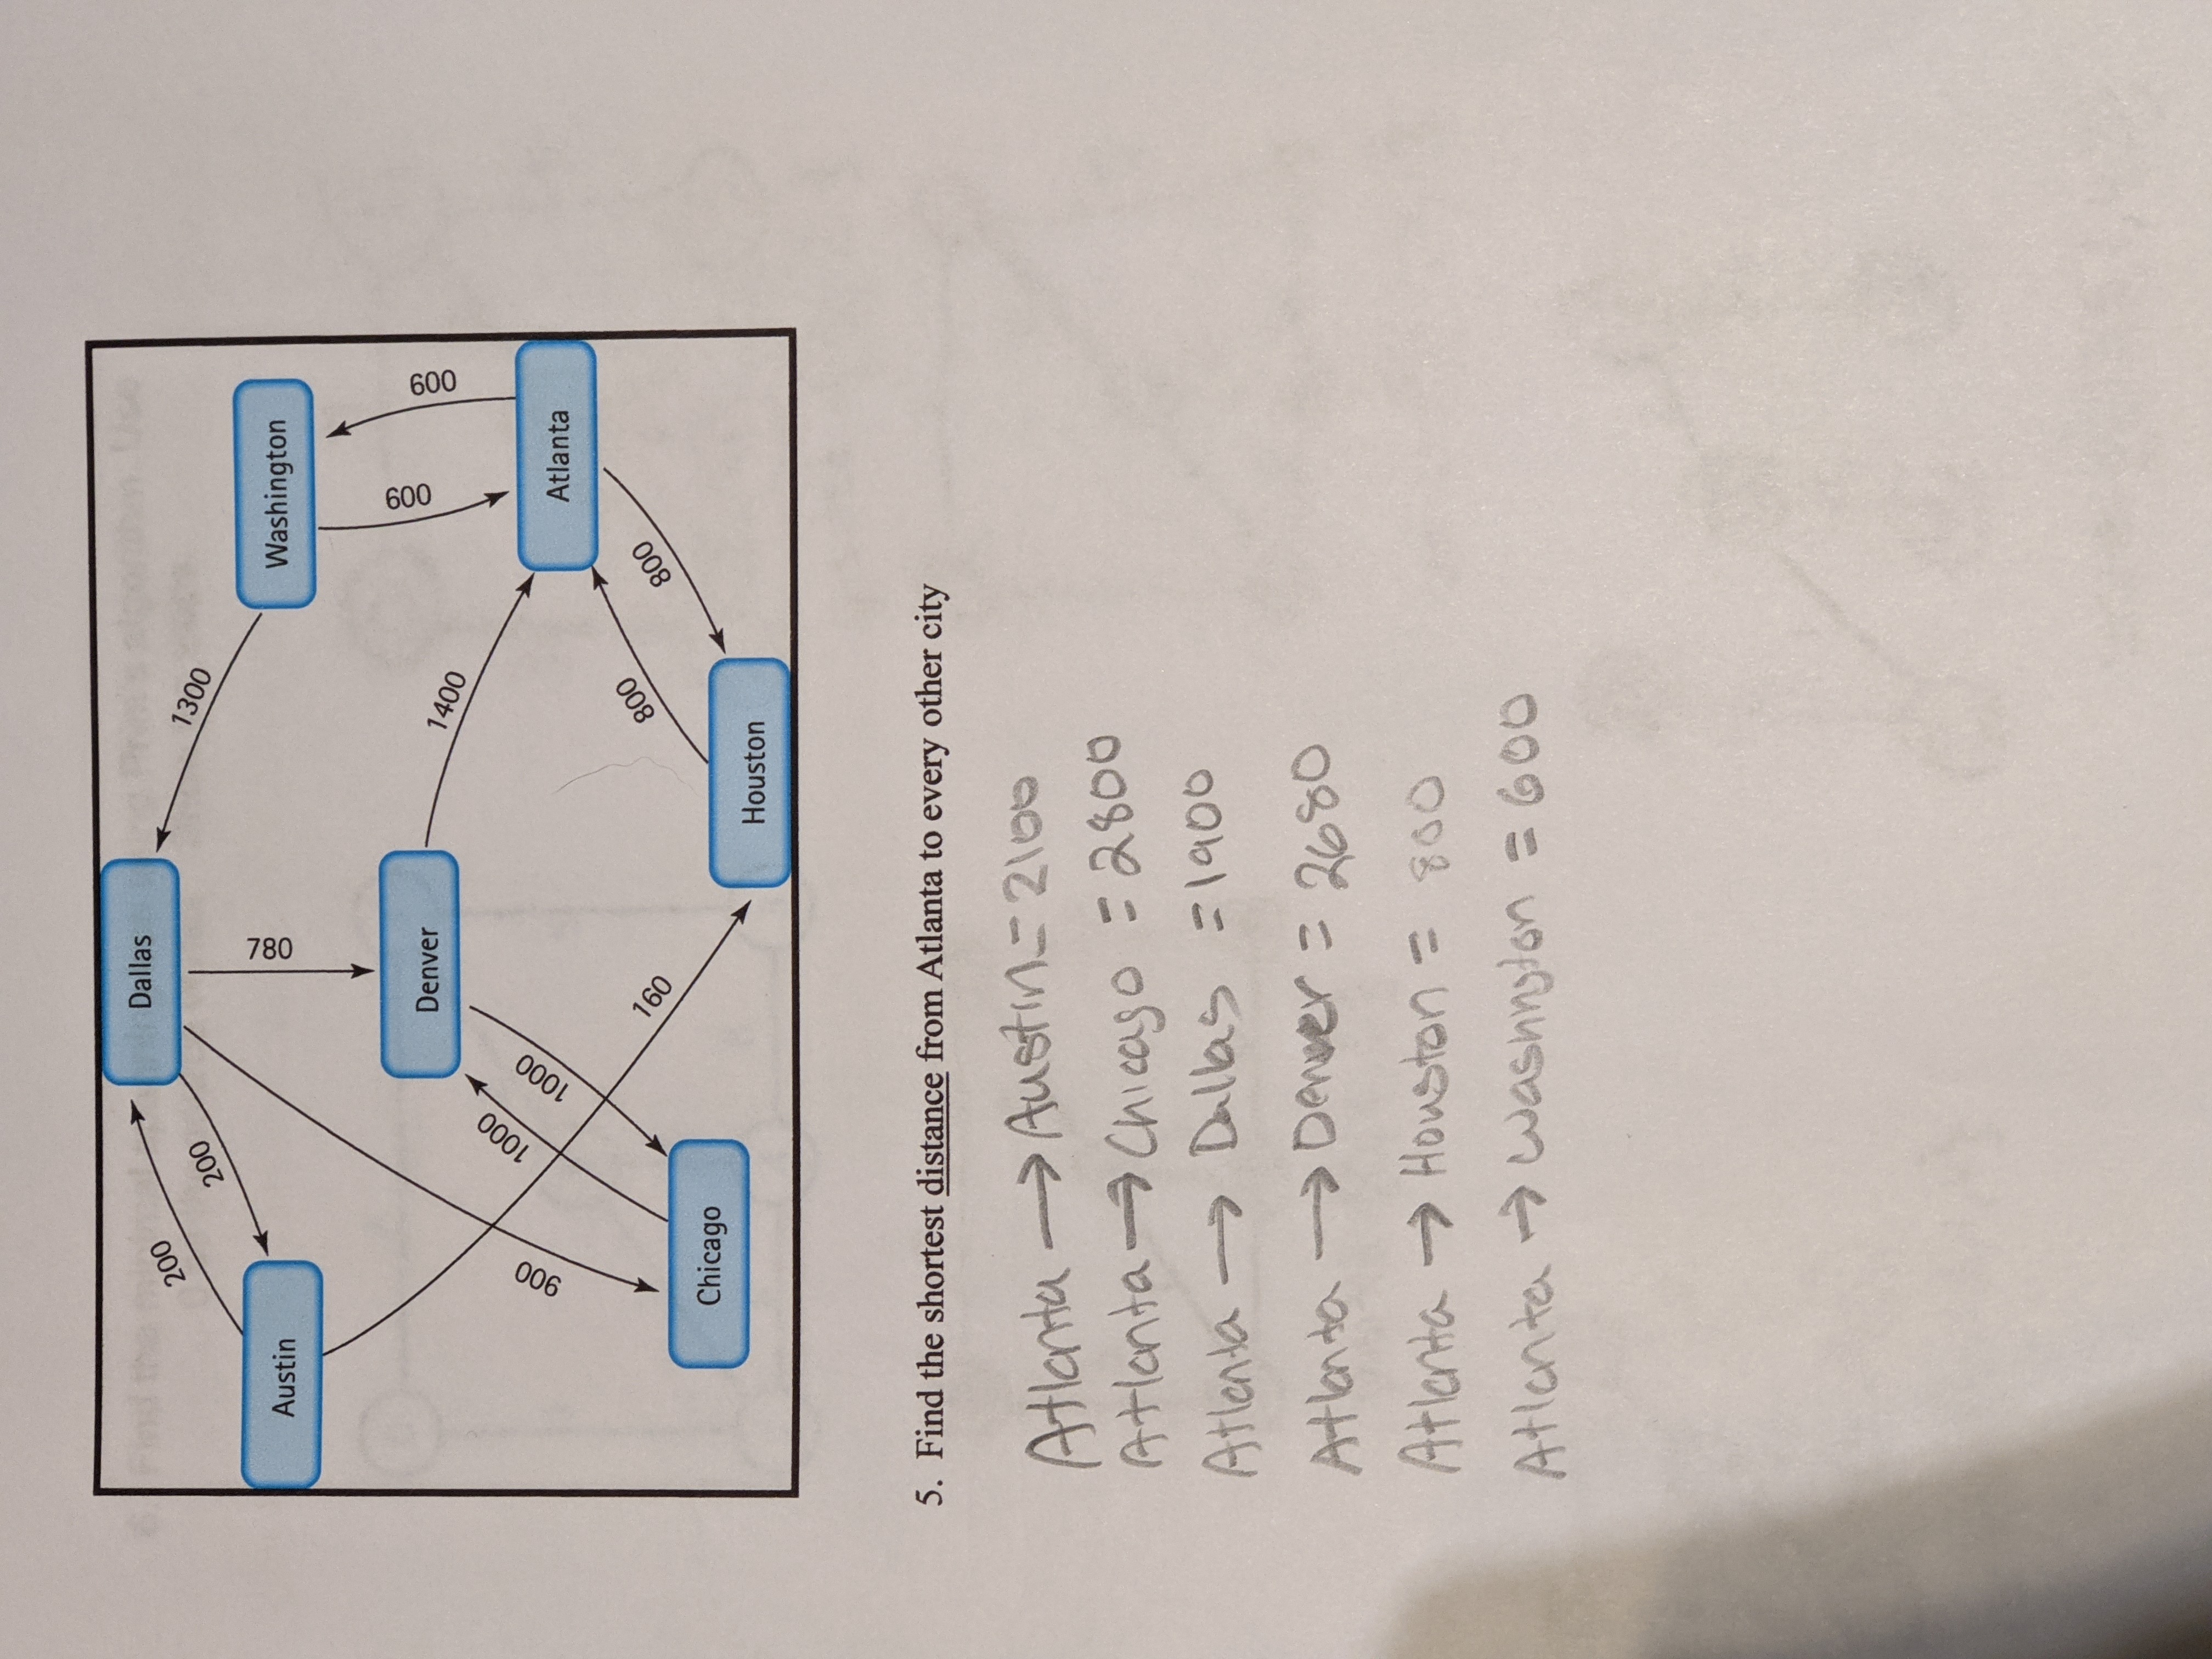 Dallas
200
200
1300
Austin
780
Washington
Denver
1400
600
600
900
1000
1000
Atlanta
160
800
800
Chicago
Houston
5. Find the shortest distance from Atlanta to every other city
Atlanta → Austin = 2100
Atlanta → Chicago = 2800
Atlanta → Dallas = 1900
Atlanta → Denver = 2680
Atlanta → Houston = 800
Atlanta → Washington = 600